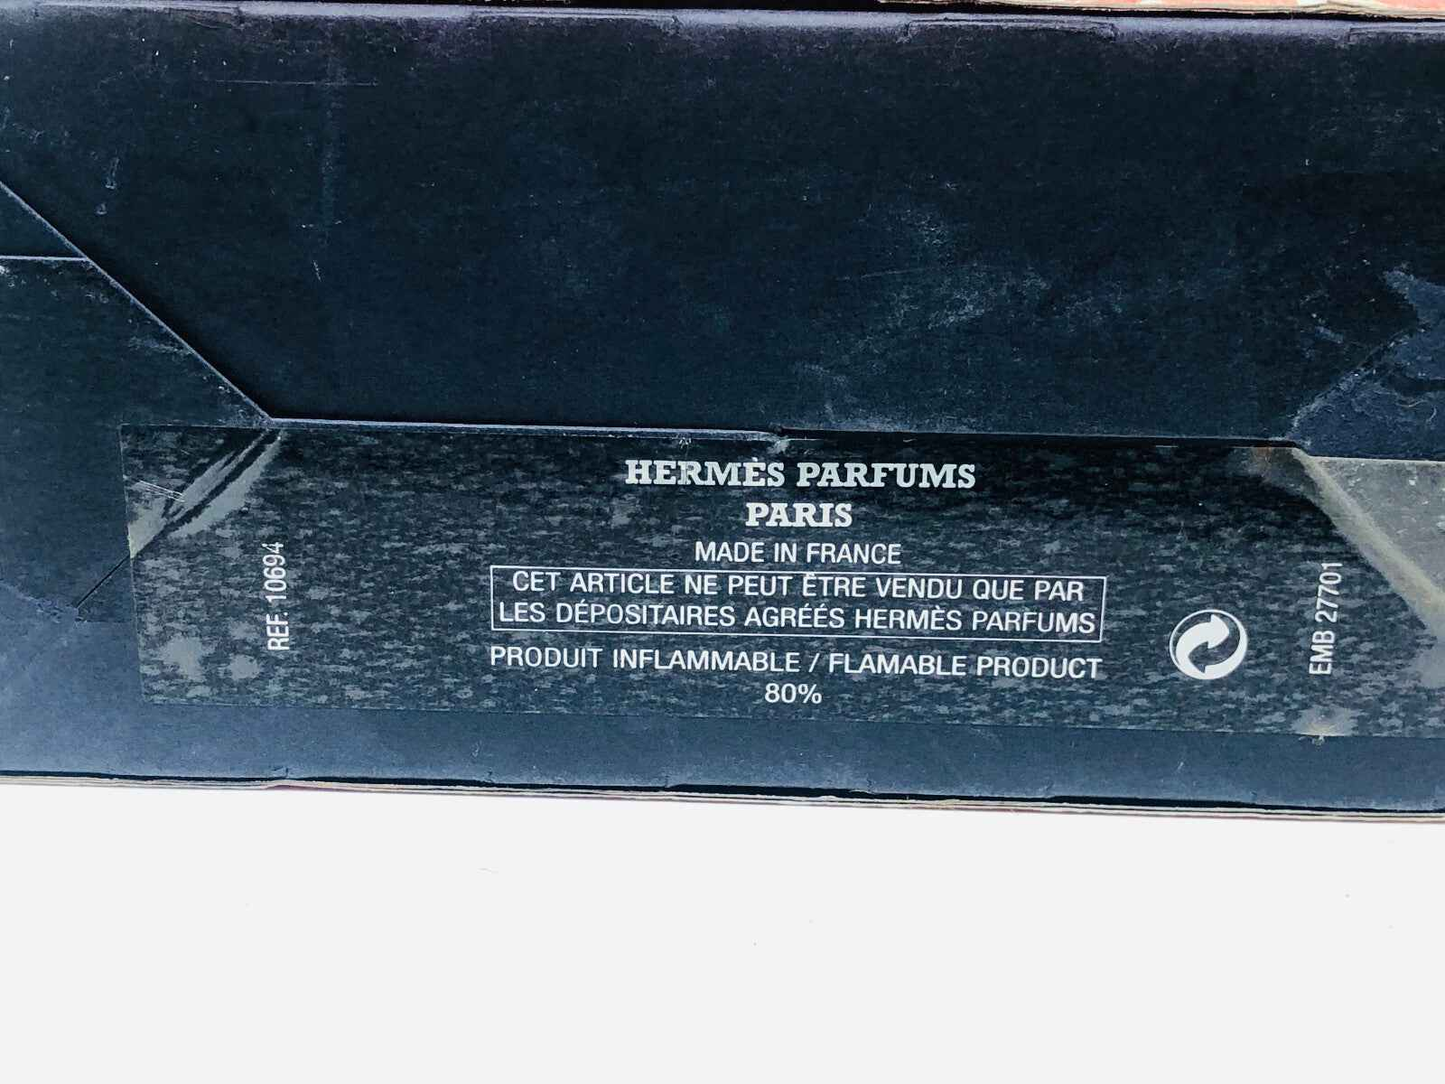 HERMÈS PARFUMS
PARIS
MADE IN FRANCE
CET ARTICLE NE PEUT ÊTRE VENDU QUE PAR
LES DÉPOSITAIRES AGRÉÉS HERMÈS PARFUMS
PRODUIT INFLAMMABLE / FLAMABLE PRODUCT
80%
REF. 10694
EMB 27701